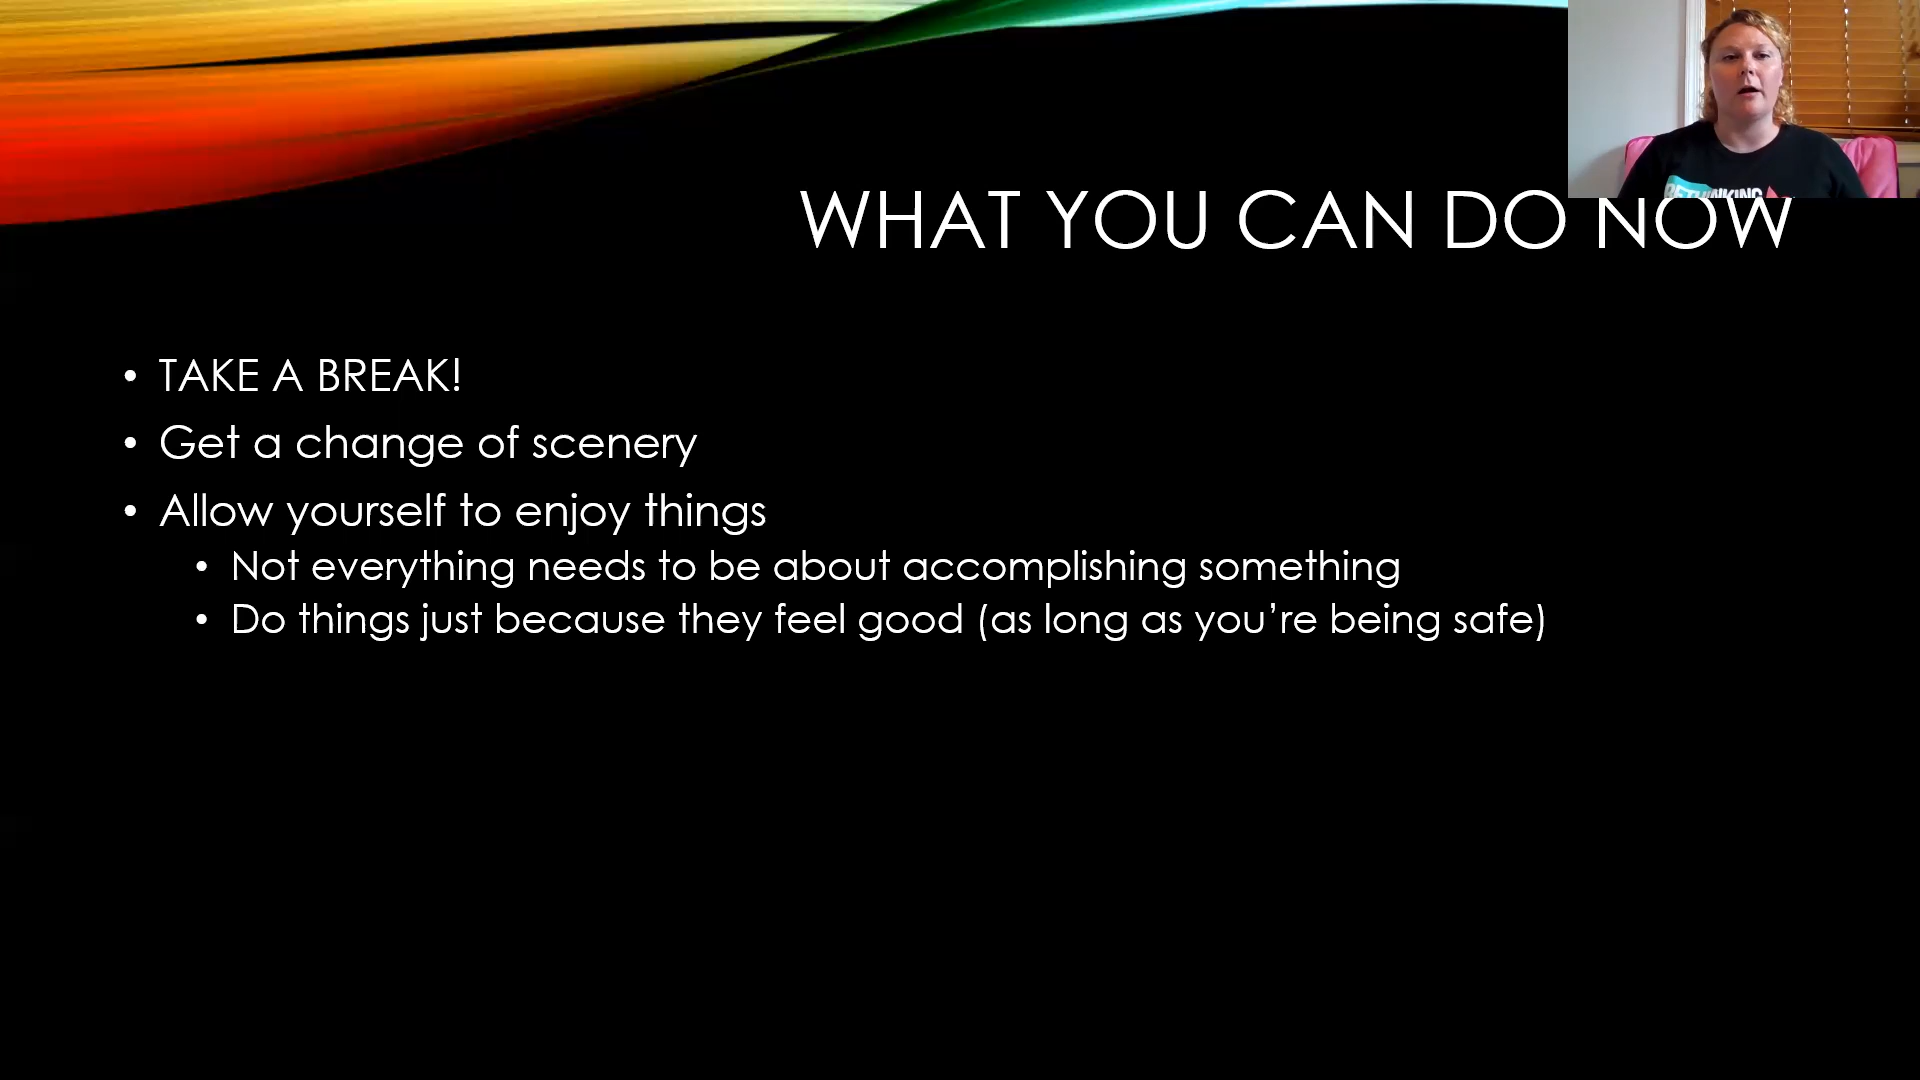 RETHINKING
WHAT YOU CAN DO NOW
• TAKE A BREAK!
• Get a change of scenery
• Allow yourself to enjoy things
• Not everything needs to be about accomplishing something
• Do things just because they feel good (as long as you’re being safe)